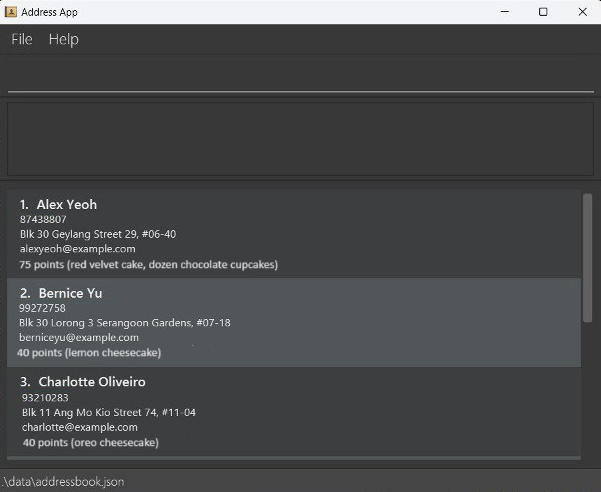 Address App
File Help
1. Alex Yeoh
87438807
Blk 30 Geylang Street 29, #06-40
alexyeoh@example.com
75 points (red velvet cake, dozen chocolate cupcakes)
2. Bernice Yu
99272758
Blk 30 Lorong 3 Serangoon Gardens, #07-18
berniceyu@example.com
40 points (lemon cheesecake)
3. Charlotte Oliveiro
93210283
Blk 11 Ang Mo Kio Street 74, #11-04
charlotte@example.com
40 points (oreo cheesecake)
.\data\addressbook.json